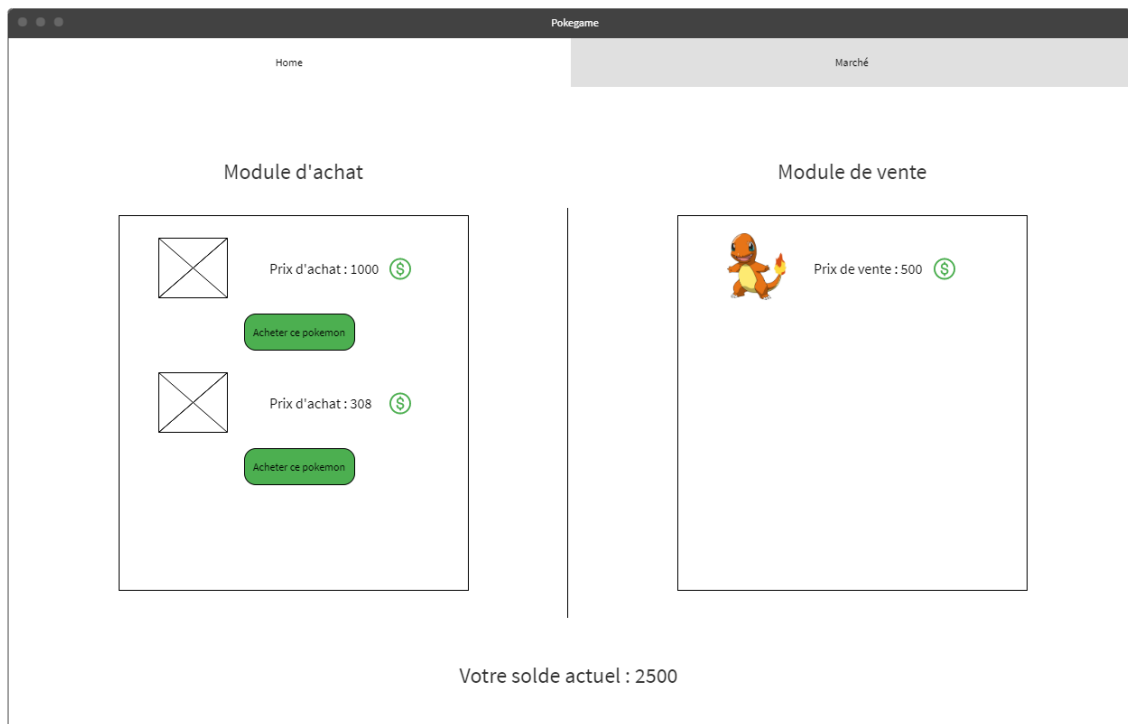 Pokegame
Home
Marché
Module d'achat
Prix d'achat : 1000
Acheter ce pokemon
Prix d'achat : 308
Acheter ce pokemon
Module de vente
Prix de vente : 500
Votre solde actuel : 2500